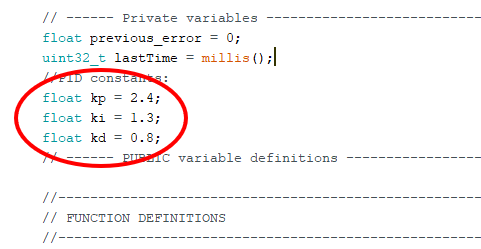 // ------ Private variables ---------------------------
float previous_error = 0;
uint32_t lastTime = millis();
//PID constants:
float kp = 2.4;
float ki = 1.3;
float kd = 0.8;
// ------ PUBLIC variable definitions -----------------
//-----------------------------------------------------
// FUNCTION DEFINITIONS
//-----------------------------------------------------